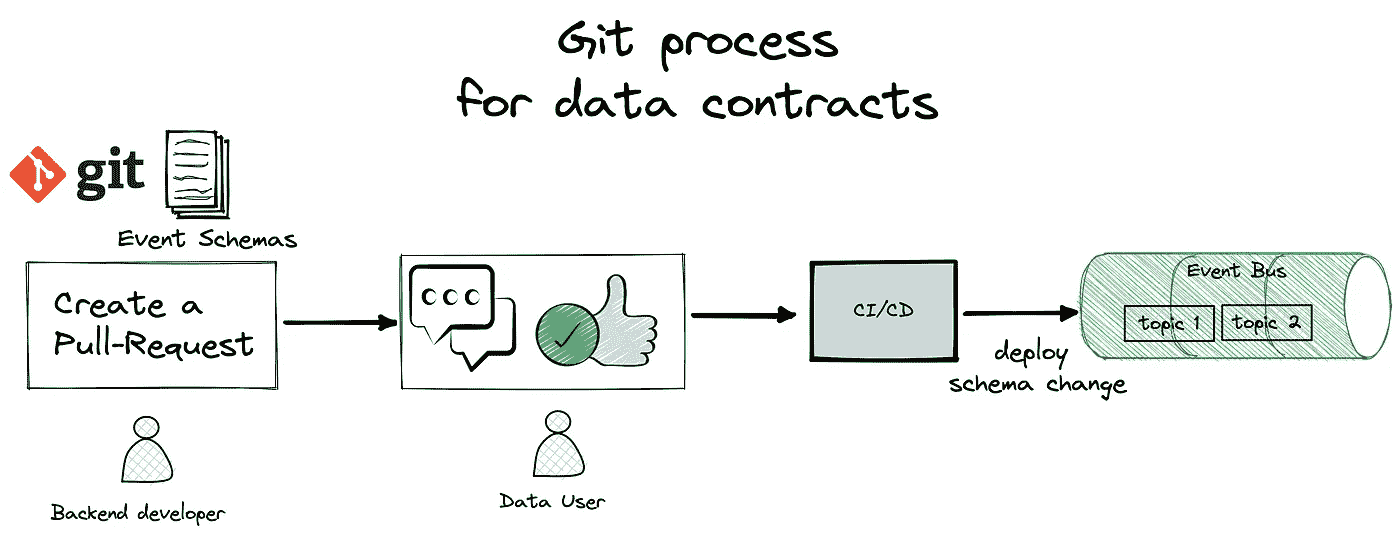 Git process
for data contracts
git
Event Schemas
Create a
Pull-Request
CI/CD
deploy
schema change
Event Bus
topic 1
topic 2
Backend developer
Data User